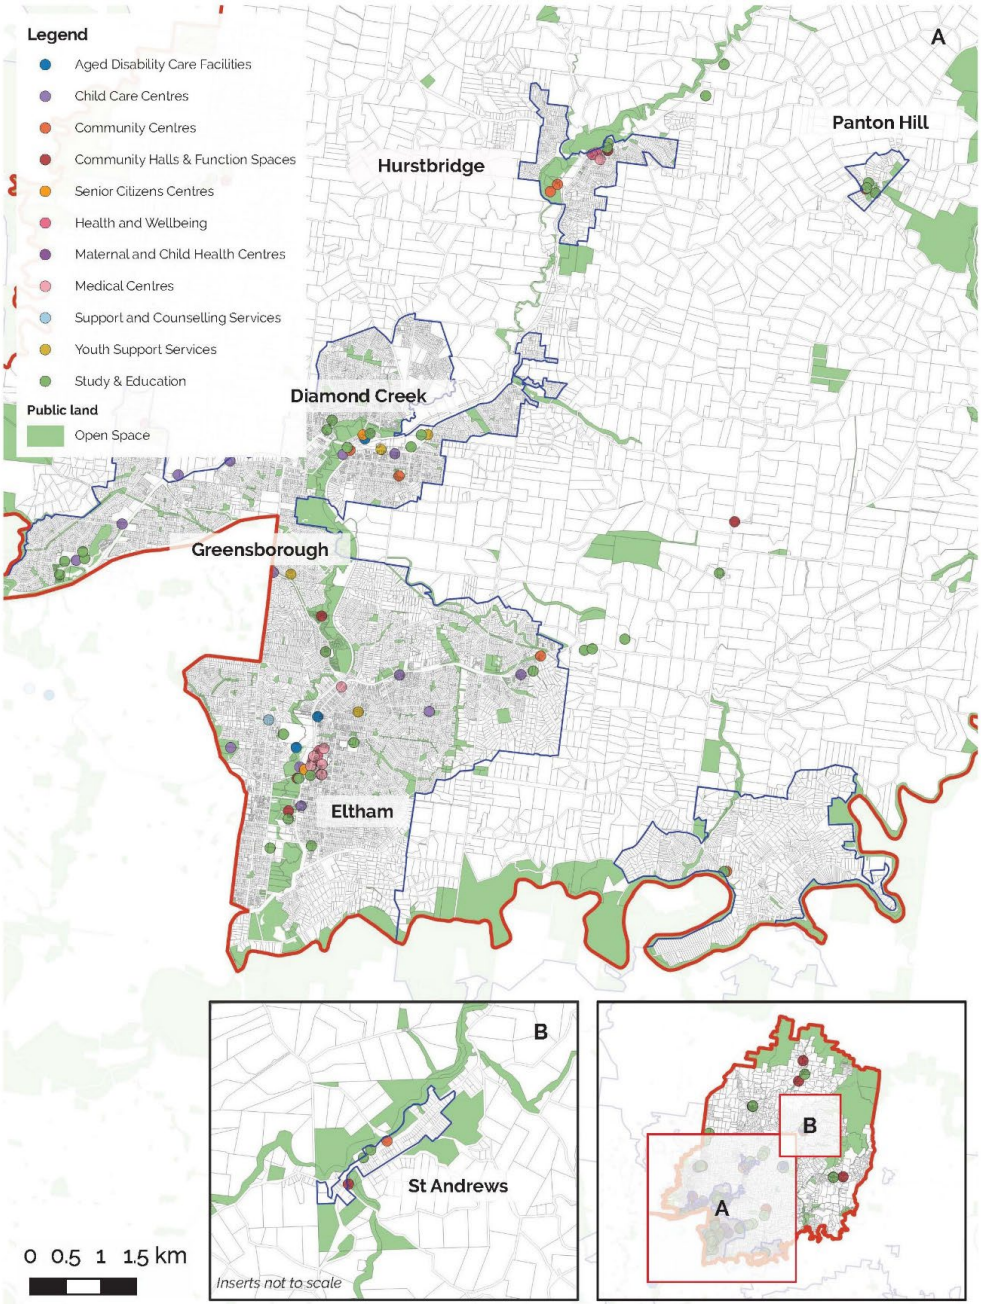 Legend
Aged Disability Care Facilities
Child Care Centres
Community Centres
Community Halls & Function Spaces
Senior Citizens Centres
Health and Wellbeing
Maternal and Child Health Centres
Medical Centres
Support and Counselling Services
Youth Support Services
Study & Education
Public land
Open Space
A
Panton Hill
Hurstbridge
Diamond Creek
Greensborough
Eltham
B
St Andrews
Inserts not to scale
B
A
0 0.5 1 1.5 km